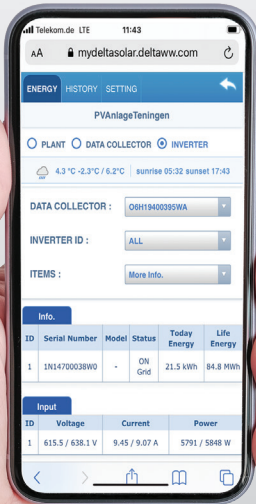 Telekom.de LTE 11:43
AA mydeltasolar.deltaww.com
ENERGY HISTORY SETTING
PVAnlageTeningen
PLANT DATA COLLECTOR INVERTER
4.3 °C -2.3°C / 6.2°C sunrise 05:32 sunset 17:43
DATA COLLECTOR : O6H19400395WA
INVERTER ID : ALL
ITEMS : More Info.
Info.
ID Serial Number Model Status Today Energy Life Energy
1 1N14700038W0 - ON Grid 21.5 kWh 84.8 MWh
Input
ID Voltage Current Power
1 615.5 / 638.1 V 9.45 / 9.07 A 5791 / 5848 W